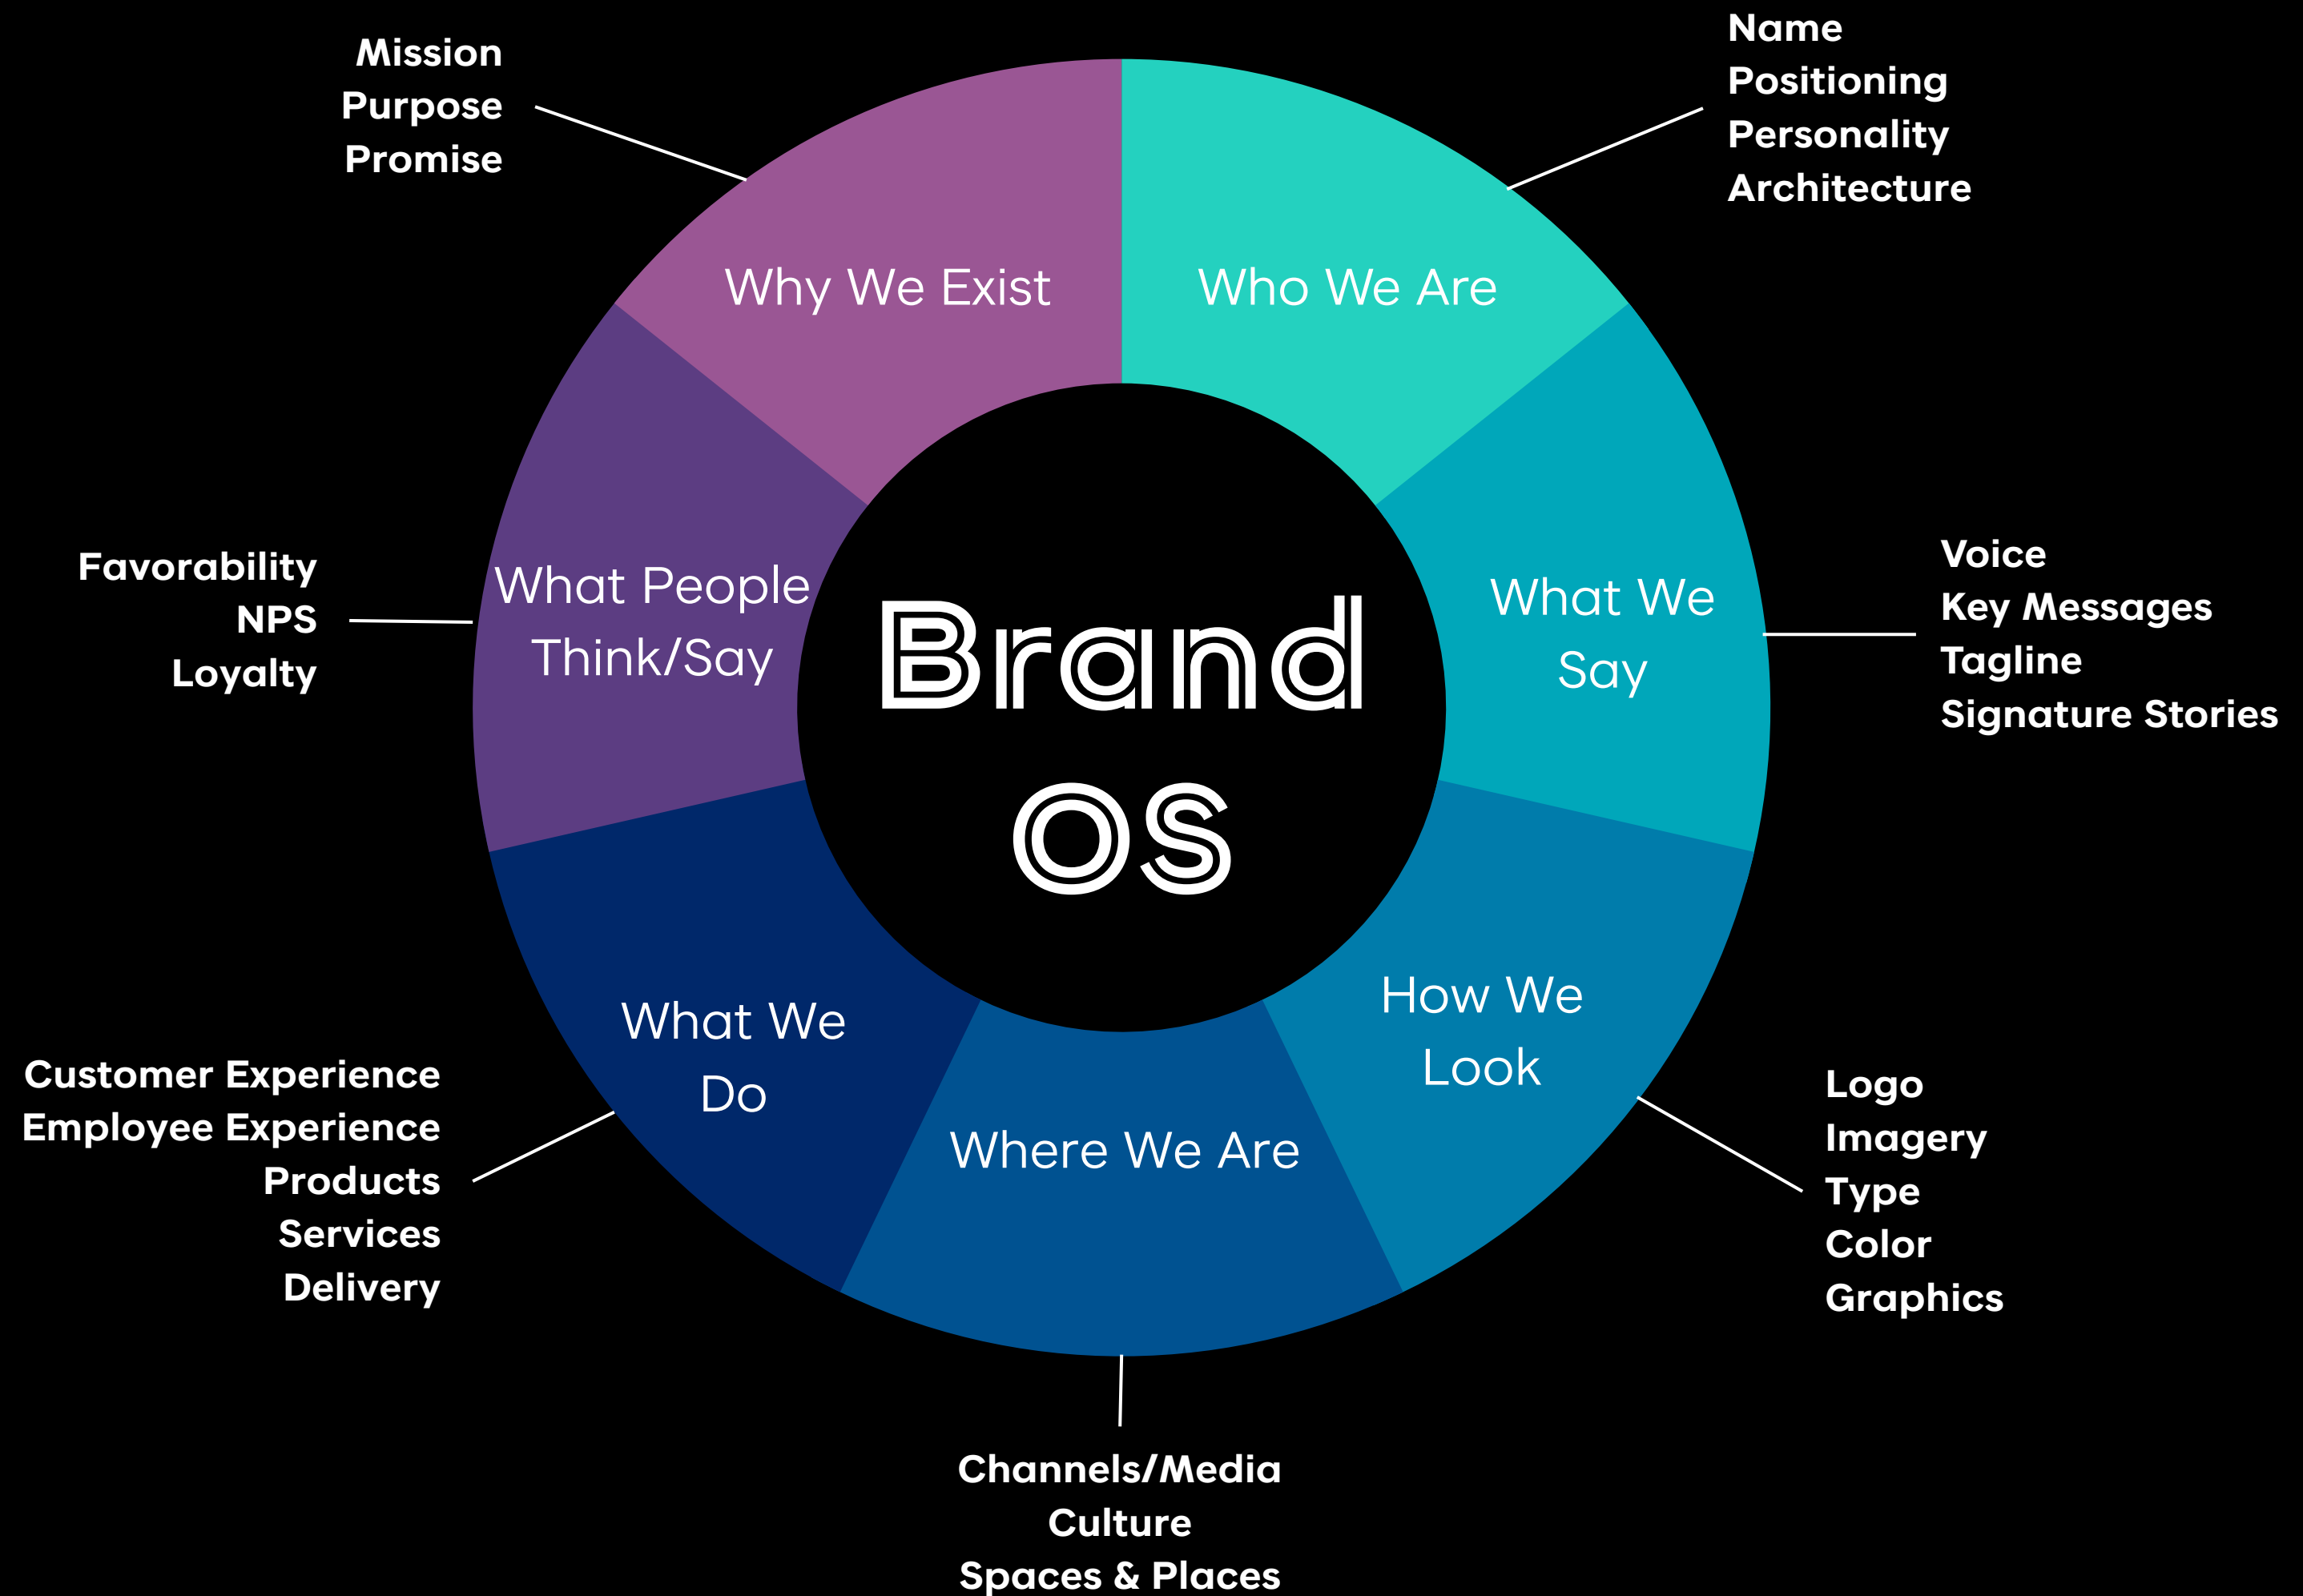 Mission
Purpose
Promise
Name
Positioning
Personality
Architecture
Why We Exist
Who We Are
Favorability
NPS
Loyalty
What People
Think/Say
Brand
OS
What We
Say
Voice
Key Messages
Tagline
Signature Stories
Customer Experience
Employee Experience
Products
Services
Delivery
What We
Do
Where We Are
How We
Look
Logo
Imagery
Type
Color
Graphics
Channels/Media
Culture
Spaces & Places